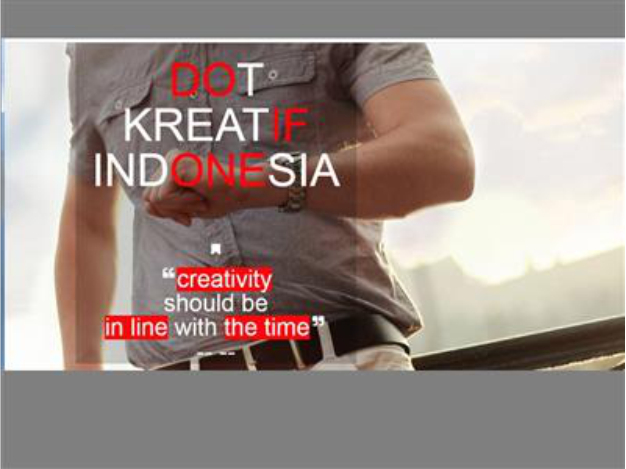 DOT
KREATIF
INDONESIA
“creativity
should be
in line with the time”
-- --